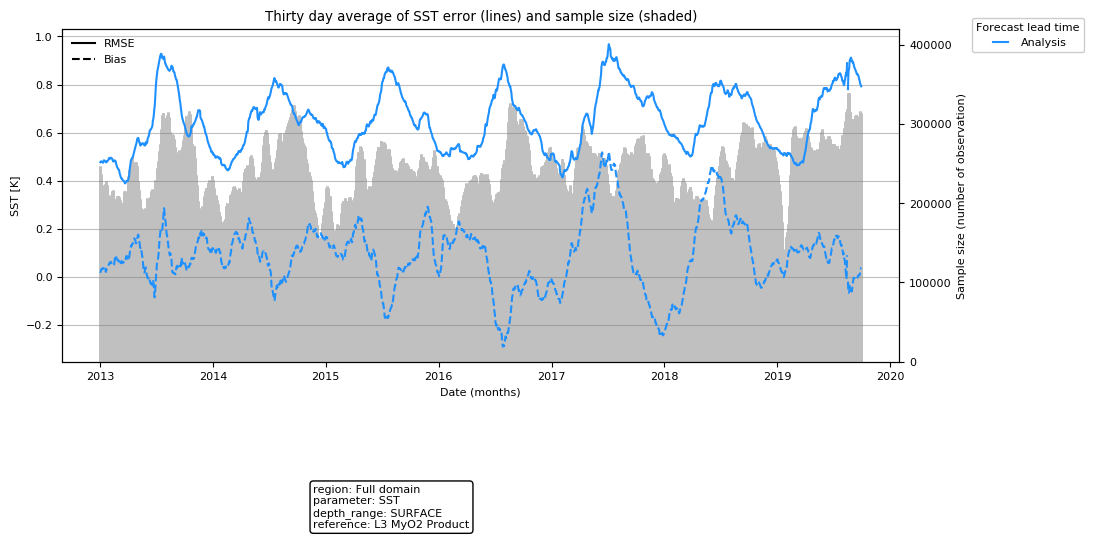 Thirty day average of SST error (lines) and sample size (shaded)
Forecast lead time
Analysis
RMSE
Bias
SST [K]
1.0
0.8
0.6
0.4
0.2
0.0
−0.2
400000
300000
200000
100000
0
Sample size (number of observation)
2013 2014 2015 2016 2017 2018 2019 2020
Date (months)
region: Full domain
parameter: SST
depth_range: SURFACE
reference: L3 MyO2 Product